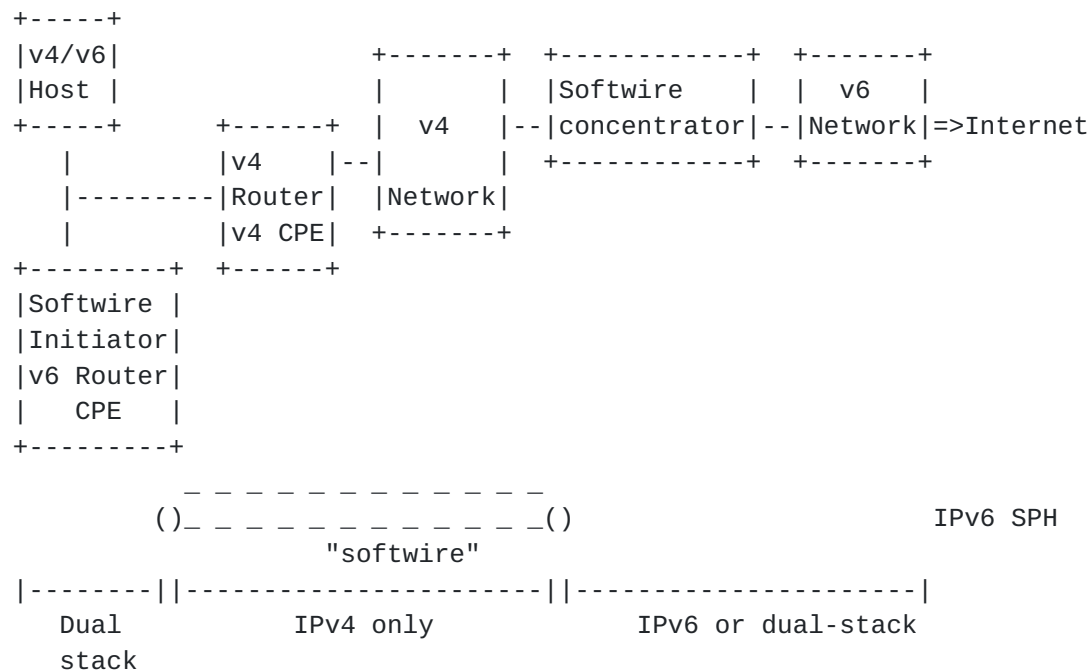 +-----+
|v4/v6|                +-------+  +------------+  +-------+
|Host |                |       |  |Softwire    |  |  v6   |
+-----+      +------+  |  v4   |--|concentrator|--|Network|=>Internet
   |         |v4    |--|       |  +------------+  +-------+
   |---------|Router|  |Network|
   |         |v4 CPE|  +-------+
+---------+  +------+
|Softwire |
|Initiator|
|v6 Router|
|   CPE   |
+---------+
           _ _ _ _ _ _ _ _ _ _ _ _
         ()_ _ _ _ _ _ _ _ _ _ _ _()                       IPv6 SPH
                    "softwire"
|--------||-----------------------||----------------------|
   Dual           IPv4 only             IPv6 or dual-stack
   stack